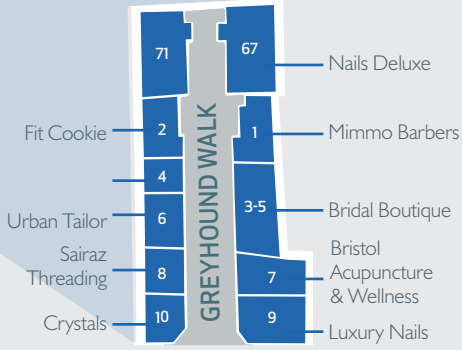 71
67
Nails Deluxe
Fit Cookie
2
1
Mimmo Barbers
4
GREYHOUND WALK
Urban Tailor
6
3-5
Bridal Boutique
Sairaz
Threading
8
7
Bristol
Acupuncture
& Wellness
Crystals
10
9
Luxury Nails